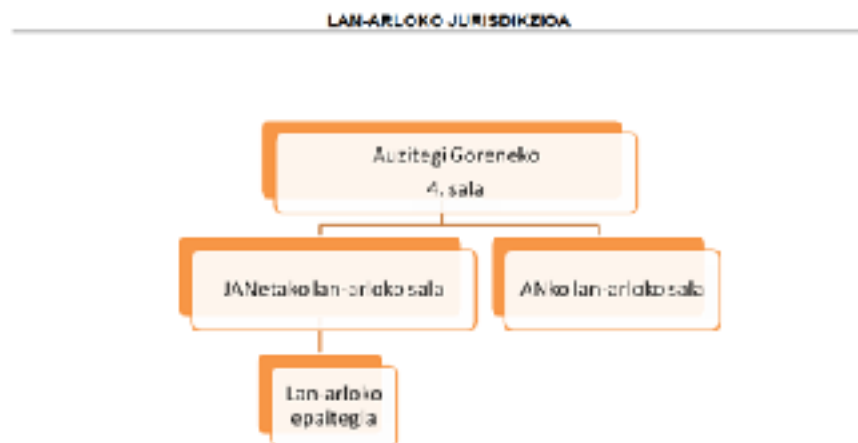 LAN-ARLOKO JURISDIKZIOA
Auzitegi Goreneko
4. sala
JANetako lan-arloko sala
ANko lan-arloko sala
Lan-arloko
epaitegia